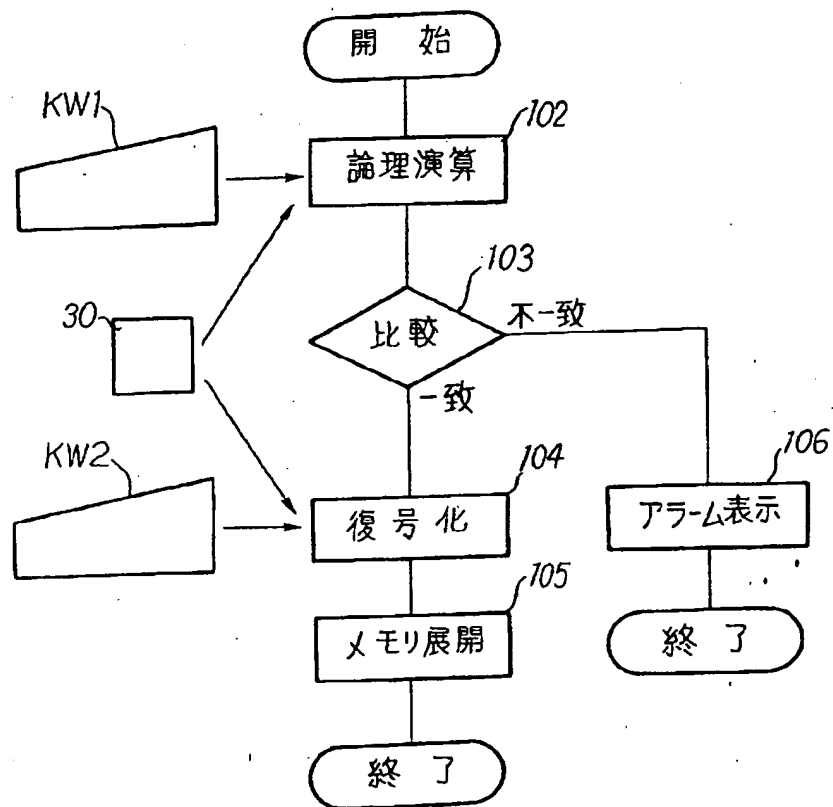 開始
KW1
102
論理演算
103
30
比較
不一致
一致
KW2
104
106
復号化
アラーム表示
105
メモリ展開
終了
終了